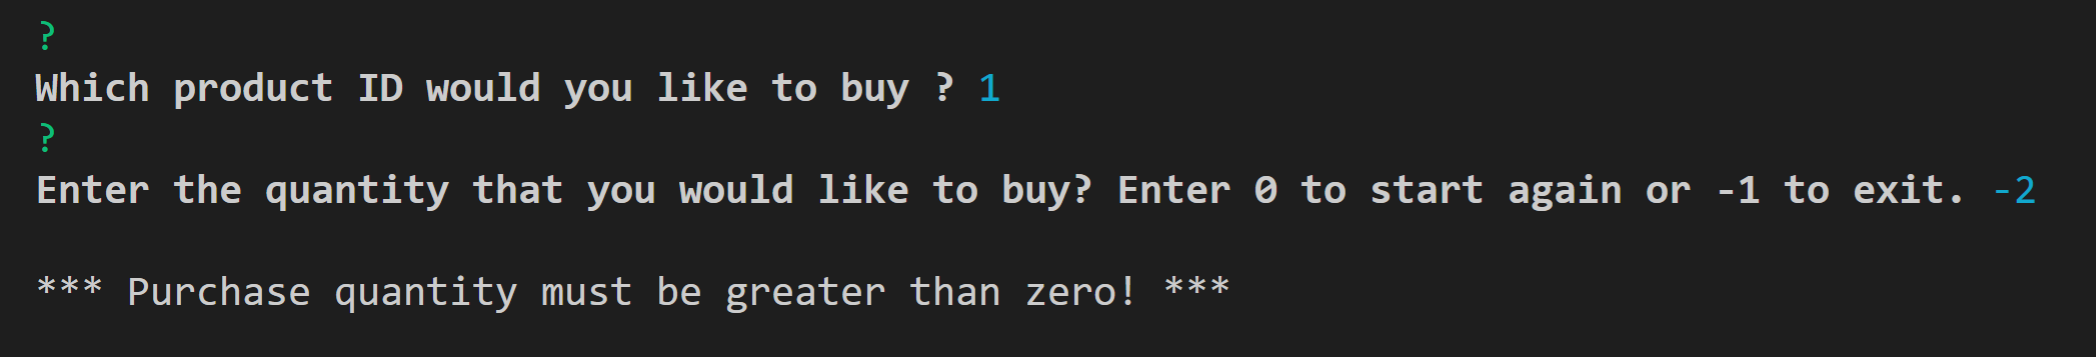 ?
Which product ID would you like to buy ? 1
?
Enter the quantity that you would like to buy? Enter 0 to start again or -1 to exit. -2
*** Purchase quantity must be greater than zero! ***